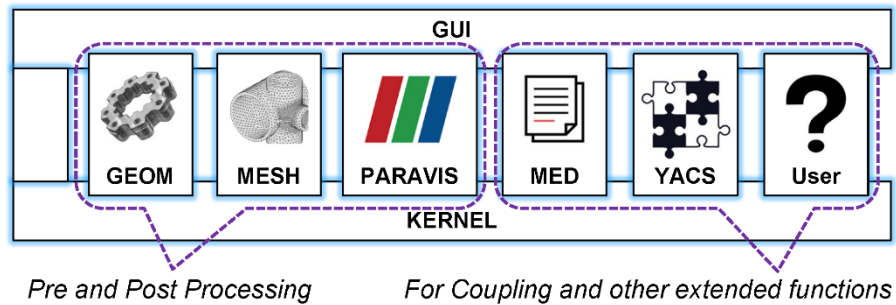 GUI
GEOM MESH PARAVIS MED YACS User
KERNEL
Pre and Post Processing For Coupling and other extended functions